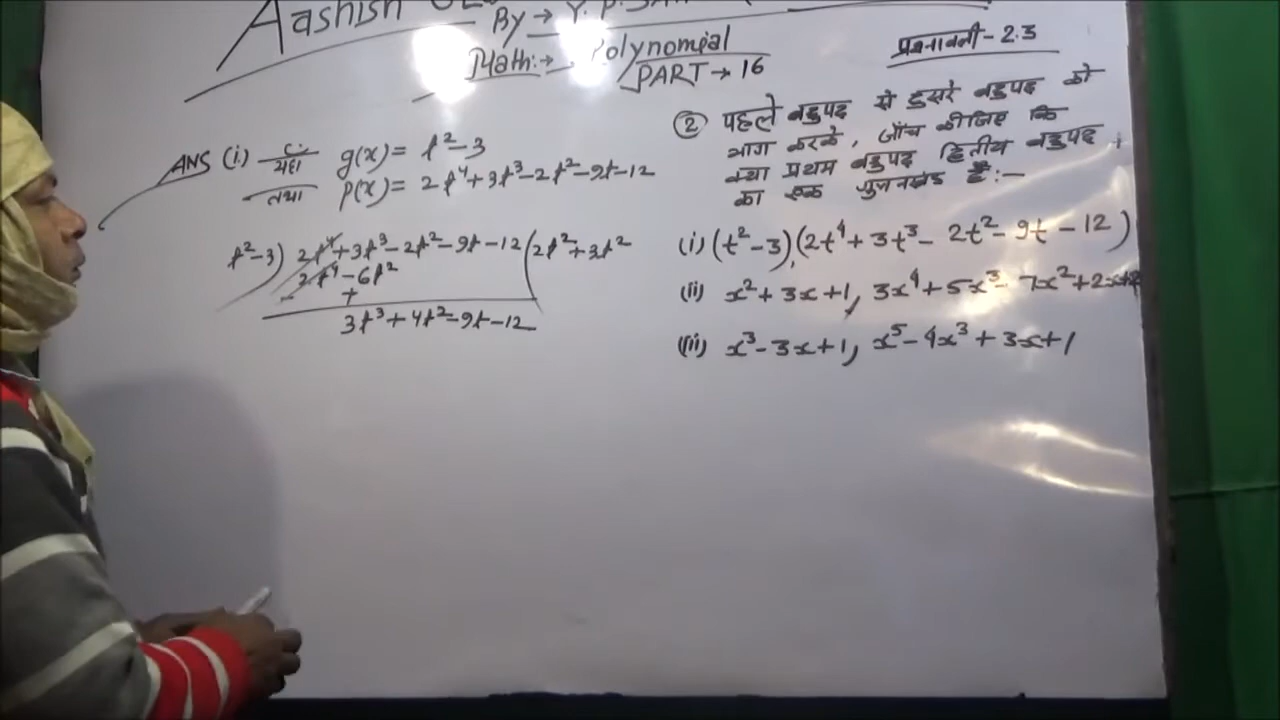 Aashish
By → Y. P.
Math:→ Polynomial
PART → 16
प्रश्नावली - 2.3
② पहले बहुपद से दुसरे बहुपद को
भाग करके, जाँच कीजिए कि
क्या प्रथम बहुपद द्वितीय बहुपद
का एक गुणनखंड है:-
(i) (t²-3),(2t⁴+3t³-2t²-9t-12)
(ii) x²+3x+1, 3x⁴+5x³-7x²+2x+2
(iii) x³-3x+1, x⁵-4x³+3x+1
ANS (i) यहाँ g(x) = t²-3
तथा p(x) = 2t⁴+3t³-2t²-9t-12
t²-3) 2t⁴+3t³-2t²-9t-12 (2t²+3t²
2t⁴-6t²
- +
3t³+4t²-9t-12